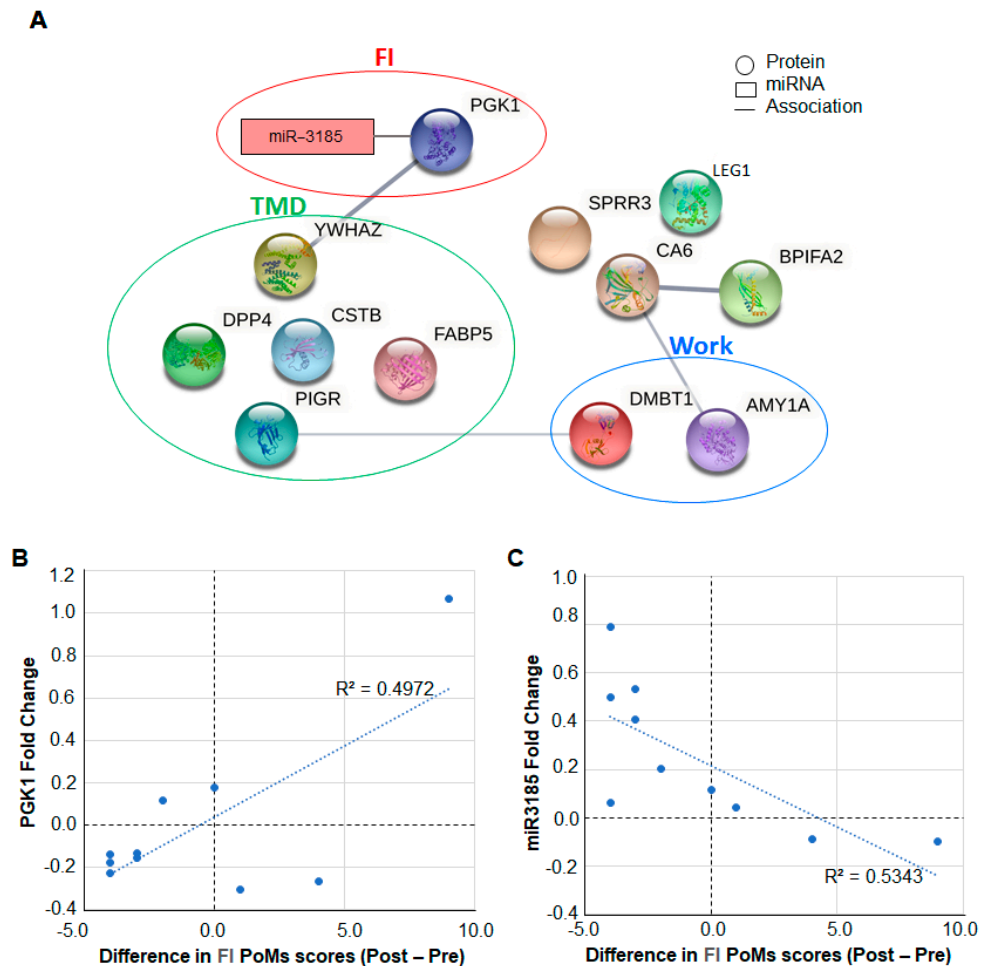 A
FI
Protein
miRNA
Association
PGK1
miR–3185
LEG1
TMD
SPRR3
YWHAZ
CA6
BPIFA2
DPP4
CSTB
FABP5
Work
PIGR
DMBT1
AMY1A
B
1.2
1.0
0.8
0.6
0.4
0.2
0.0
-0.2
-0.4
PGK1 Fold Change
R² = 0.4972
-5.0 0.0 5.0 10.0
Difference in FI PoMs scores (Post – Pre)
C
1.0
0.8
0.6
0.4
0.2
0.0
-0.2
-0.4
miR3185 Fold Change
R² = 0.5343
-5.0 0.0 5.0 10.0
Difference in FI PoMs scores (Post – Pre)